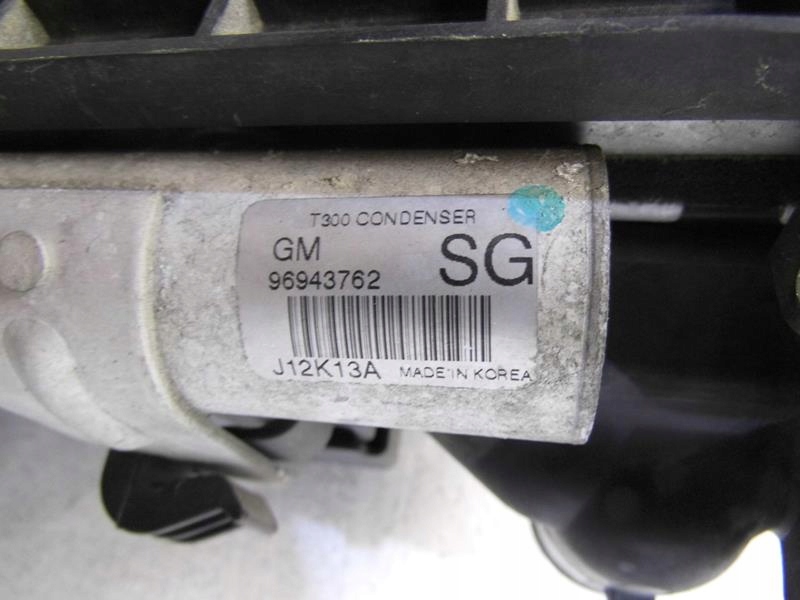 T300 CONDENSER
GM SG
96943762
J12K13A MADE IN KOREA